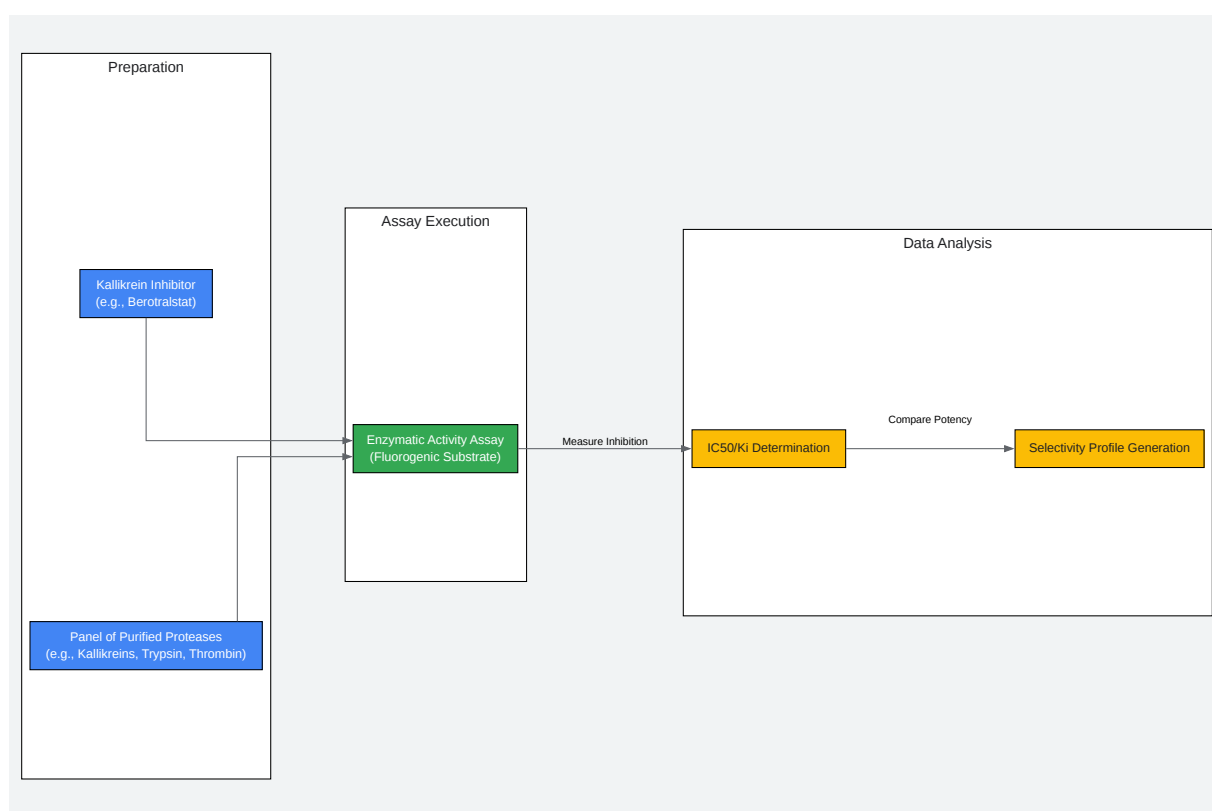 Preparation
Kallikrein Inhibitor
(e.g., Berotralstat)
Panel of Purified Proteases
(e.g., Kallikreins, Trypsin, Thrombin)
Assay Execution
Enzymatic Activity Assay
(Fluorogenic Substrate)
Measure Inhibition
Data Analysis
IC50/Ki Determination
Compare Potency
Selectivity Profile Generation